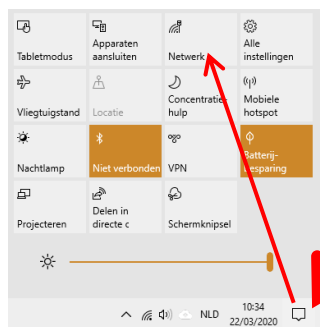 Tabletmodus
Apparaten
aansluiten
Netwerk
Alle
instellingen
Vliegtuigstand
Locatie
Concentratie-
hulp
Mobiele
hotspot
Nachtlamp
Niet verbonden
VPN
Batterij-
besparing
Projecteren
Delen in
directe c
Schermknipsel
NLD
10:34
22/03/2020